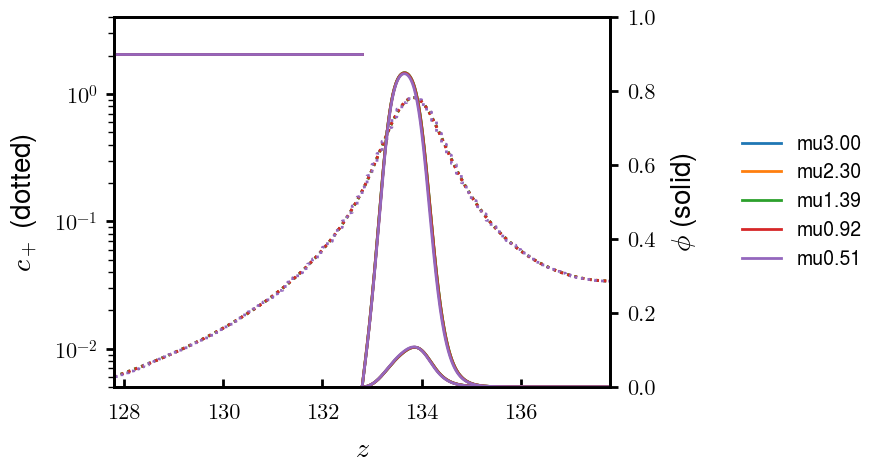 c₊ (dotted)
10⁰
10⁻¹
10⁻²
128
130
132
134
136
z
1.0
0.8
0.6
0.4
0.2
0.0
ϕ (solid)
mu3.00
mu2.30
mu1.39
mu0.92
mu0.51